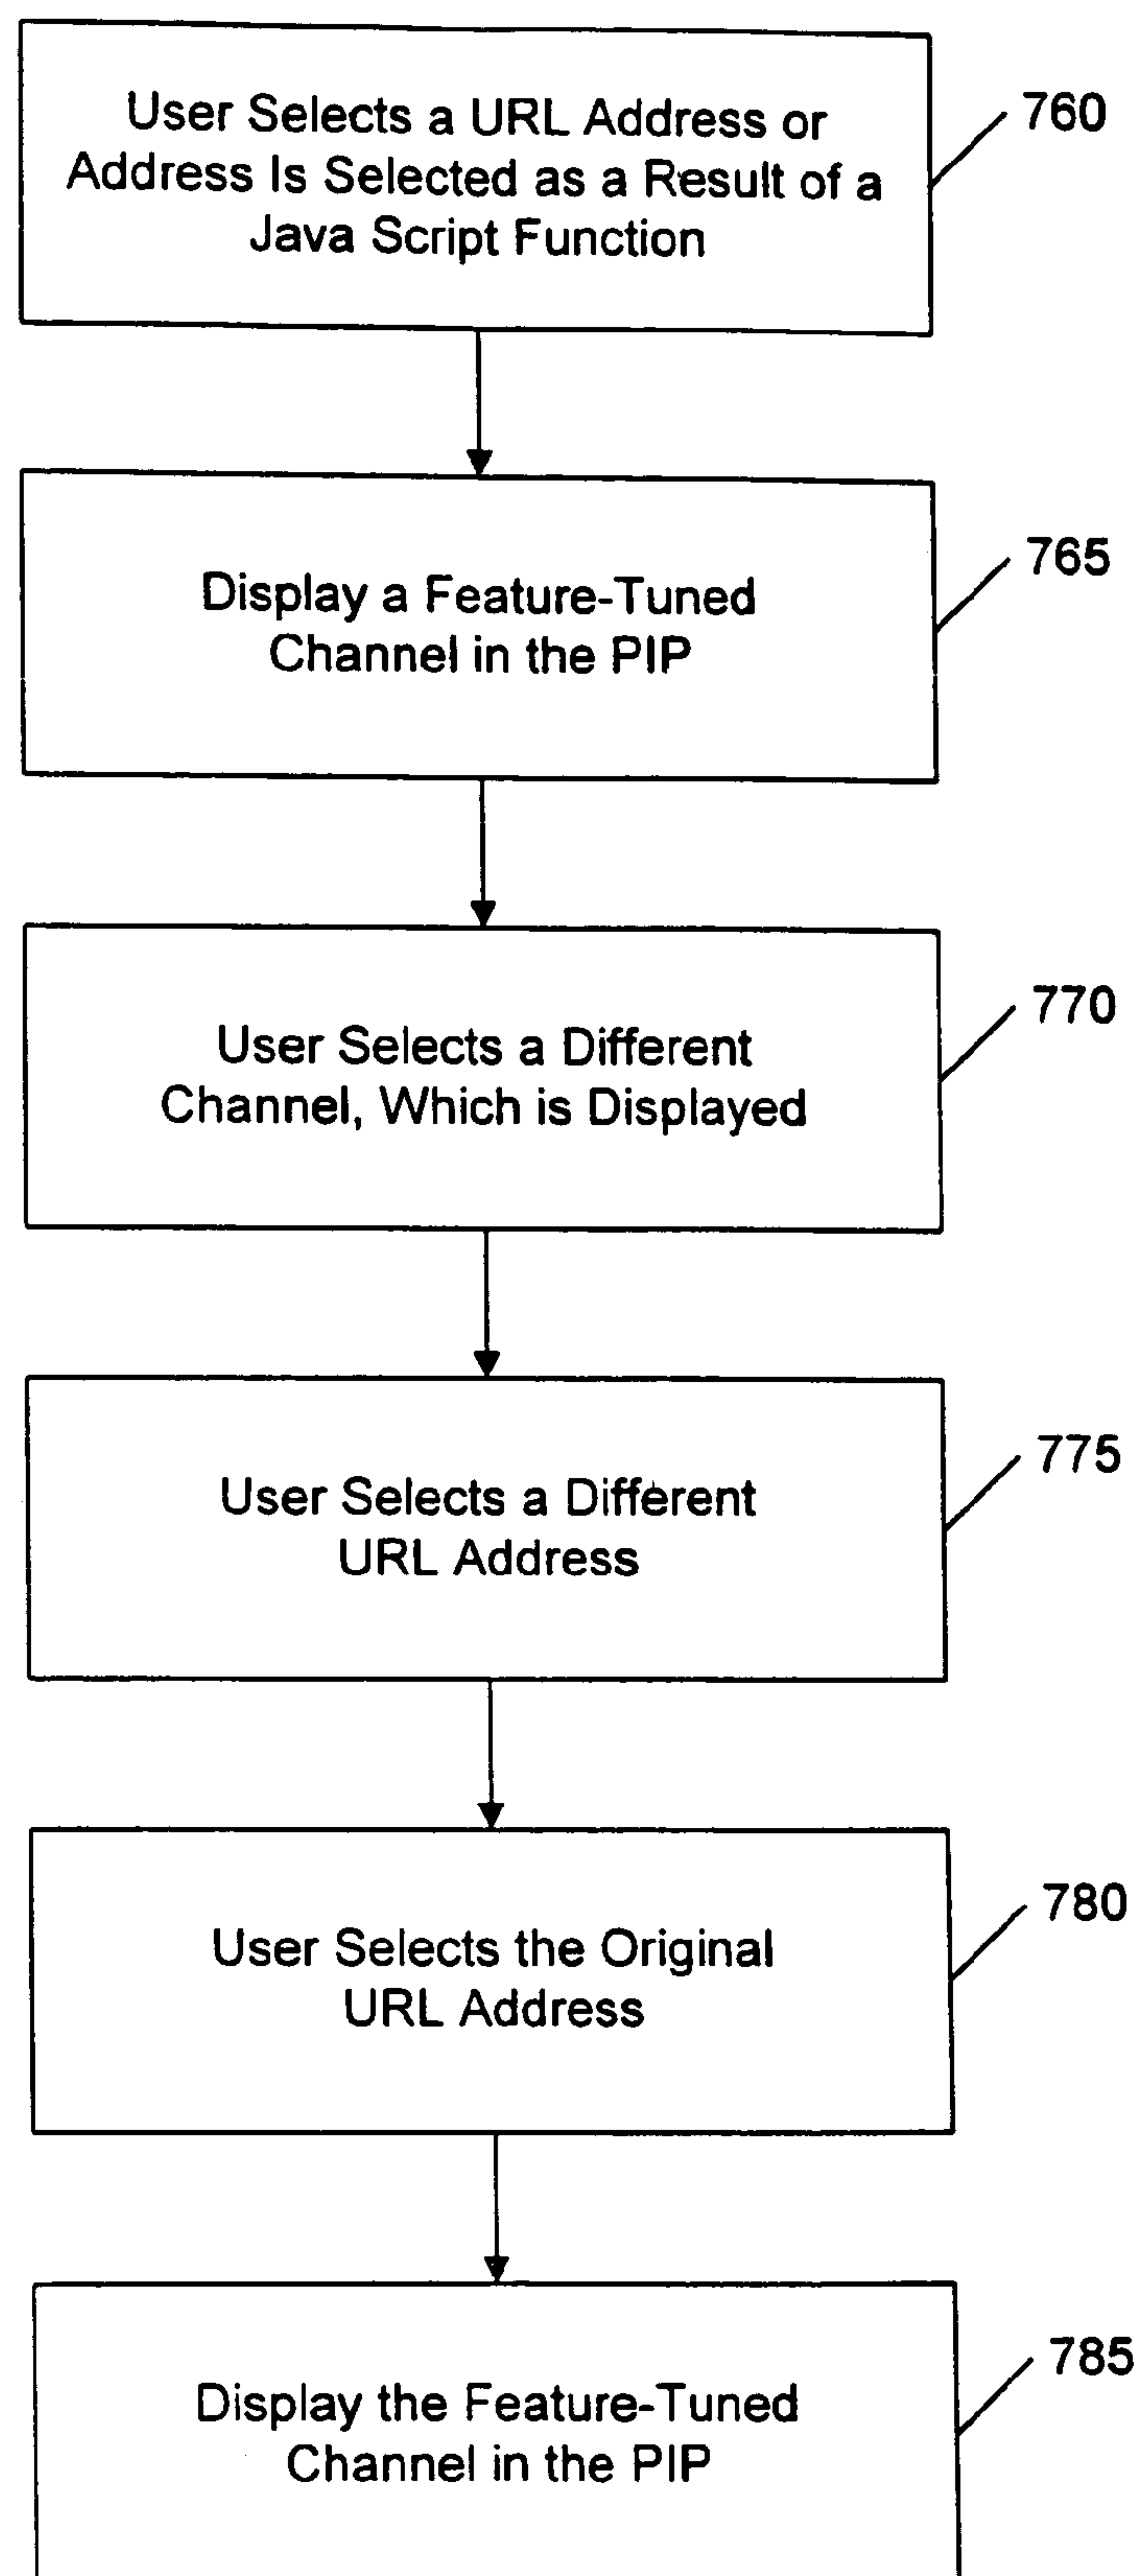 User Selects a URL Address or
Address Is Selected as a Result of a
Java Script Function
760
Display a Feature-Tuned
Channel in the PIP
765
User Selects a Different
Channel, Which is Displayed
770
User Selects a Different
URL Address
775
User Selects the Original
URL Address
780
Display the Feature-Tuned
Channel in the PIP
785